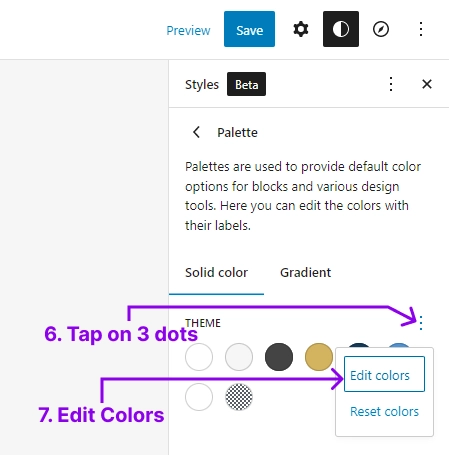 Preview
Save
Styles Beta
Palette
Palettes are used to provide default color
options for blocks and various design
tools. Here you can edit the colors with
their labels.
Solid color Gradient
THEME
6. Tap on 3 dots
Edit colors
7. Edit Colors
Reset colors